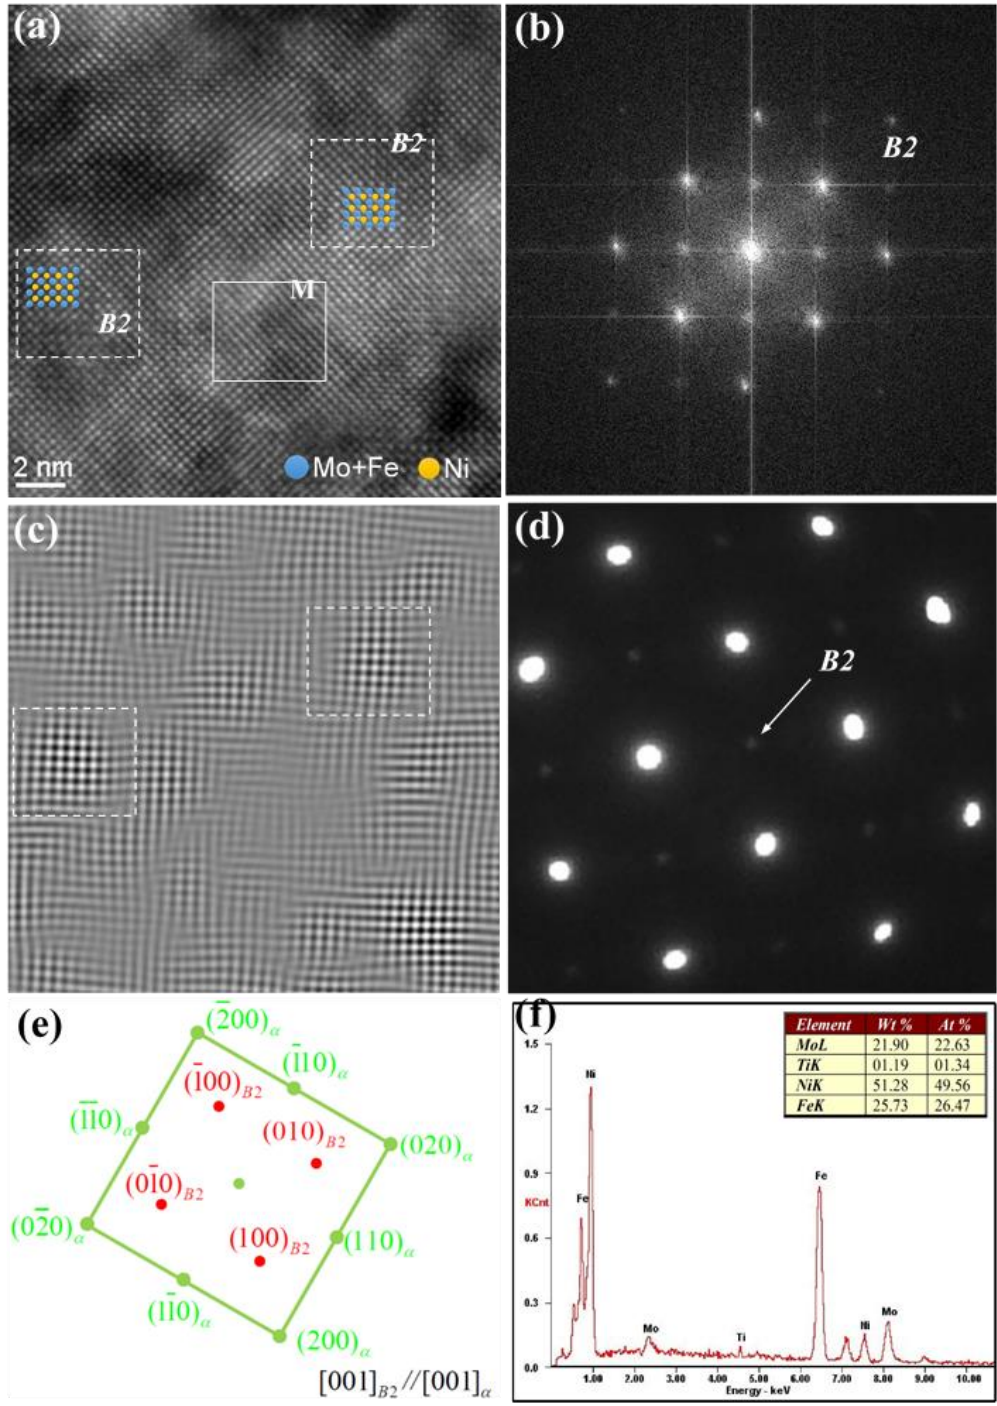 (a)
B2
M
B2
2 nm
Mo+Fe
Ni
(b)
B2
(c)
(d)
B2
(e)
(2̅00)α
(1̅10)α
(1̅00)B2
(1̅1̅0)α
(010)B2
(020)α
(01̅0)B2
(02̅0)α
(100)B2
(110)α
(11̅0)α
(200)α
[001]B2//[001]α
(f)
Element Wt % At %
MoL 21.90 22.63
TiK 01.19 01.34
NiK 51.28 49.56
FeK 25.73 26.47
1.5
1.2
0.9
KCnt
0.6
0.3
0.0
Ni
Fe
Fe
Mo
Ti
Ni
Mo
1.00 2.00 3.00 4.00 5.00 6.00 7.00 8.00 9.00 10.00
Energy - keV